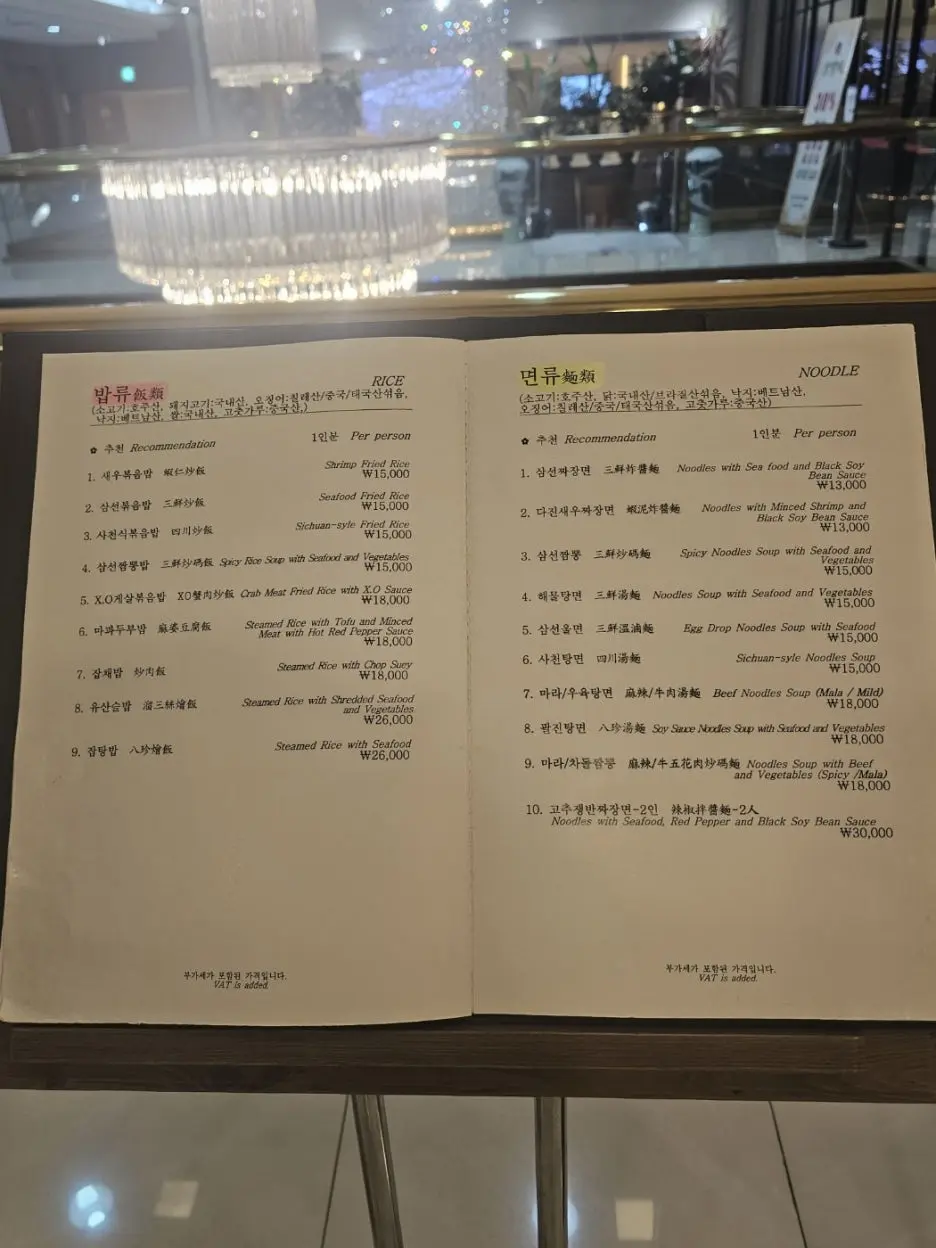 30%
밥류飯類
RICE
(소고기:호주산, 돼지고기:국내산, 오징어:칠레산/중국/태국산섞음,
낙지:베트남산, 쌀:국내산, 고춧가루:중국산,)
✿ 추천 Recommendation 1인분 Per person
1. 새우볶음밥 蝦仁炒飯 Shrimp Fried Rice
₩15,000
2. 삼선볶음밥 三鮮炒飯 Seafood Fried Rice
₩15,000
3. 사천식볶음밥 四川炒飯 Sichuan-syle Fried Rice
₩15,000
4. 삼선짬뽕밥 三鮮炒碼飯 Spicy Rice Soup with Seafood and Vegetables
₩15,000
5. X.O게살볶음밥 XO蟹肉炒飯 Crab Meat Fried Rice with X.O Sauce
₩18,000
6. 마파두부밥 麻婆豆腐飯 Steamed Rice with Tofu and Minced
Meat with Hot Red Pepper Sauce
₩18,000
7. 잡채밥 炒肉飯 Steamed Rice with Chop Suey
₩18,000
8. 유산슬밥 溜三絲燴飯 Steamed Rice with Shredded Seafood
and Vegetables
₩26,000
9. 잡탕밥 八珍燴飯 Steamed Rice with Seafood
₩26,000
부가세가 포함된 가격입니다.
VAT is added.
면류麵類
NOODLE
(소고기:호주산, 닭:국내산/브라질산섞음, 낙지:베트남산,
오징어:칠레산/중국/태국산섞음, 고춧가루:중국산)
✿ 추천 Recommendation 1인분 Per person
1. 삼선짜장면 三鮮炸醬麵 Noodles with Sea food and Black Soy
Bean Sauce
₩13,000
2. 다진새우짜장면 蝦泥炸醬麵 Noodles with Minced Shrimp and
Black Soy Bean Sauce
₩13,000
3. 삼선짬뽕 三鮮炒碼麵 Spicy Noodles Soup with Seafood and
Vegetables
₩15,000
4. 해물탕면 三鮮湯麵 Noodles Soup with Seafood and Vegetables
₩15,000
5. 삼선울면 三鮮溫滷麵 Egg Drop Noodles Soup with Seafood
₩15,000
6. 사천탕면 四川湯麵 Sichuan-syle Noodles Soup
₩15,000
7. 마라/우육탕면 麻辣/牛肉湯麵 Beef Noodles Soup (Mala / Mild)
₩18,000
8. 팔진탕면 八珍湯麵 Soy Sauce Noodles Soup with Seafood and Vegetables
₩18,000
9. 마라/차돌짬뽕 麻辣/牛五花肉炒碼麵 Noodles Soup with Beef
and Vegetables (Spicy /Mala)
₩18,000
10. 고추쟁반짜장면-2인 辣椒拌醬麵-2人
Noodles with Seafood, Red Pepper and Black Soy Bean Sauce
₩30,000
부가세가 포함된 가격입니다.
VAT is added.